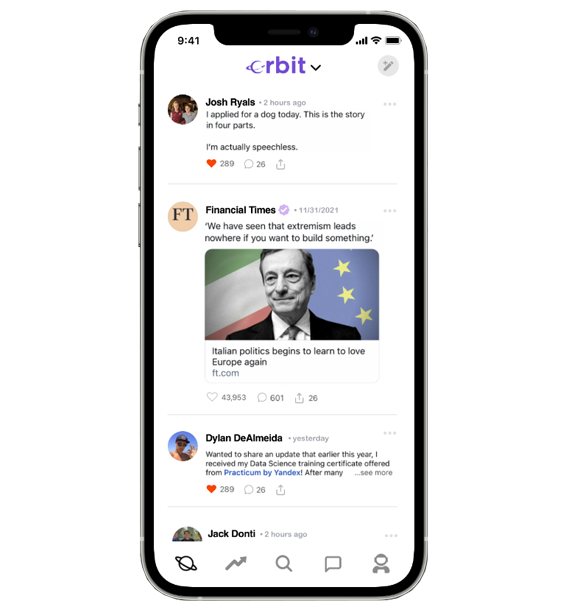 9:41
Orbit
Josh Ryals • 2 hours ago
I applied for a dog today. This is the story
in four parts.
I'm actually speechless.
289 26
FT
Financial Times • 11/31/2021
‘We have seen that extremism leads
nowhere if you want to build something.’
Italian politics begins to learn to love
Europe again
ft.com
43,953 601 26
Dylan DeAlmeida • yesterday
Wanted to share an update that earlier this year, I
received my Data Science training certificate offered
from Practicum by Yandex! After many ...see more
289 26
Jack Donti • 2 hours ago